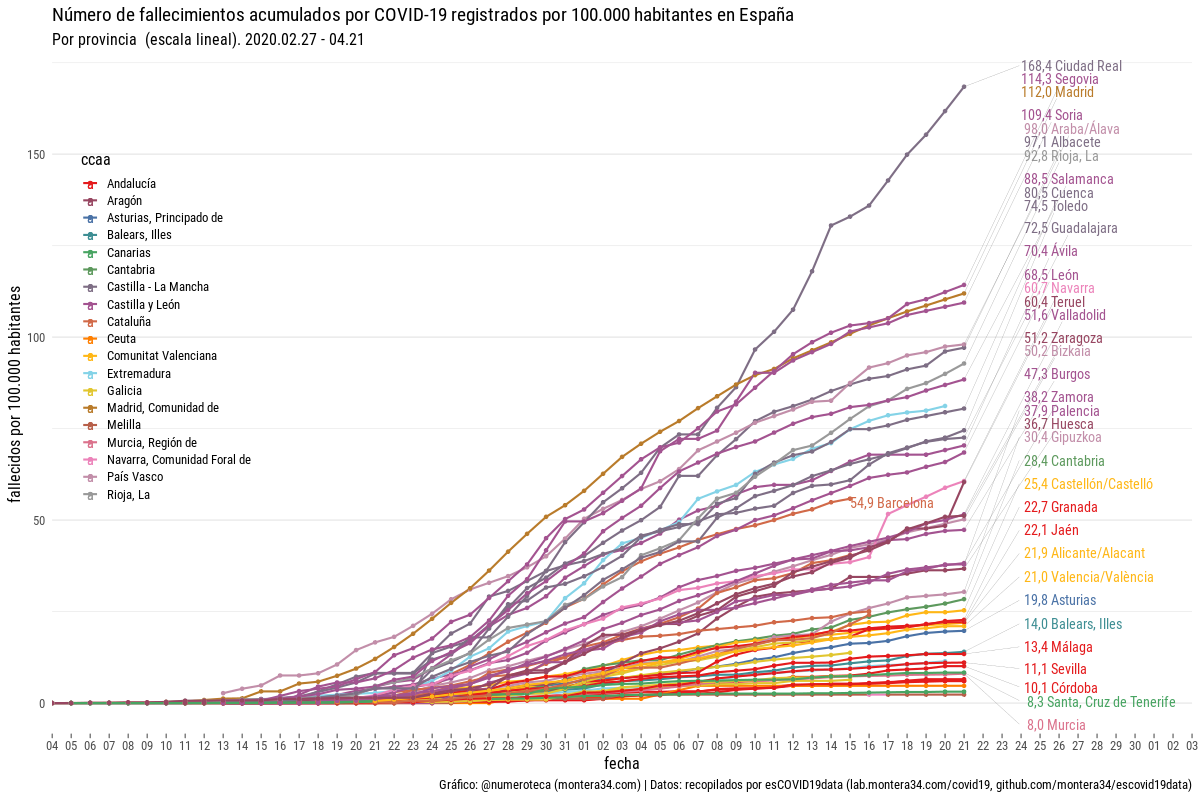 Número de fallecimientos acumulados por COVID-19 registrados por 100.000 habitantes en España
Por provincia  (escala lineal). 2020.02.27 - 04.21
fallecidos por 100.000 habitantes
150
100
50
0
ccaa
Andalucía
Aragón
Asturias, Principado de
Balears, Illes
Canarias
Cantabria
Castilla - La Mancha
Castilla y León
Cataluña
Ceuta
Comunitat Valenciana
Extremadura
Galicia
Madrid, Comunidad de
Melilla
Murcia, Región de
Navarra, Comunidad Foral de
País Vasco
Rioja, La
168,4 Ciudad Real
114,3 Segovia
112,0 Madrid
109,4 Soria
98,0 Araba/Álava
97,1 Albacete
92,8 Rioja, La
88,5 Salamanca
80,5 Cuenca
74,5 Toledo
72,5 Guadalajara
70,4 Ávila
68,5 León
60,7 Navarra
60,4 Teruel
51,6 Valladolid
51,2 Zaragoza
50,2 Bizkaia
47,3 Burgos
38,2 Zamora
37,9 Palencia
36,7 Huesca
30,4 Gipuzkoa
28,4 Cantabria
25,4 Castellón/Castelló
22,7 Granada
22,1 Jaén
21,9 Alicante/Alacant
21,0 Valencia/València
19,8 Asturias
14,0 Balears, Illes
13,4 Málaga
11,1 Sevilla
10,1 Córdoba
8,3 Santa, Cruz de Tenerife
8,0 Murcia
54,9 Barcelona
04 05 06 07 08 09 10 11 12 13 14 15 16 17 18 19 20 21 22 23 24 25 26 27 28 29 30 31 01 02 03 04 05 06 07 08 09 10 11 12 13 14 15 16 17 18 19 20 21 22 23 24 25 26 27 28 29 30 01 02 03
fecha
Gráfico: @numeroteca (montera34.com) | Datos: recopilados por esCOVID19data (lab.montera34.com/covid19, github.com/montera34/escovid19data)